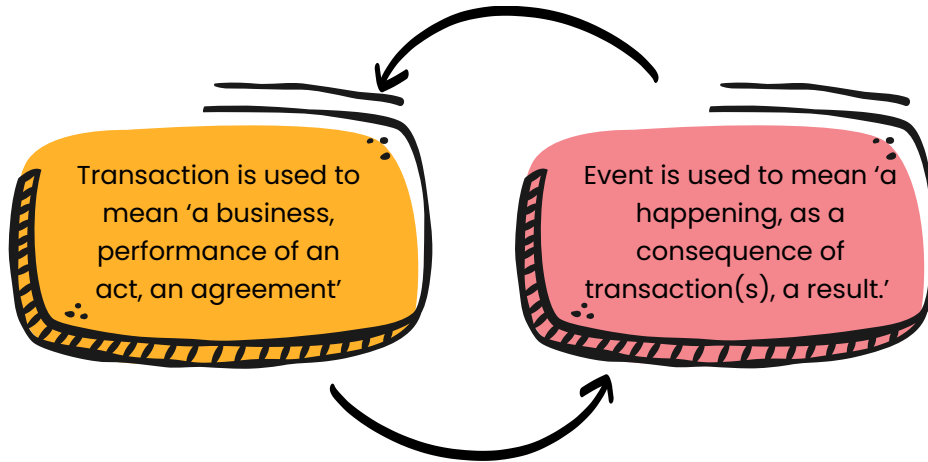 Transaction is used to
mean ‘a business,
performance of an
act, an agreement’
Event is used to mean ‘a
happening, as a
consequence of
transaction(s), a result.’